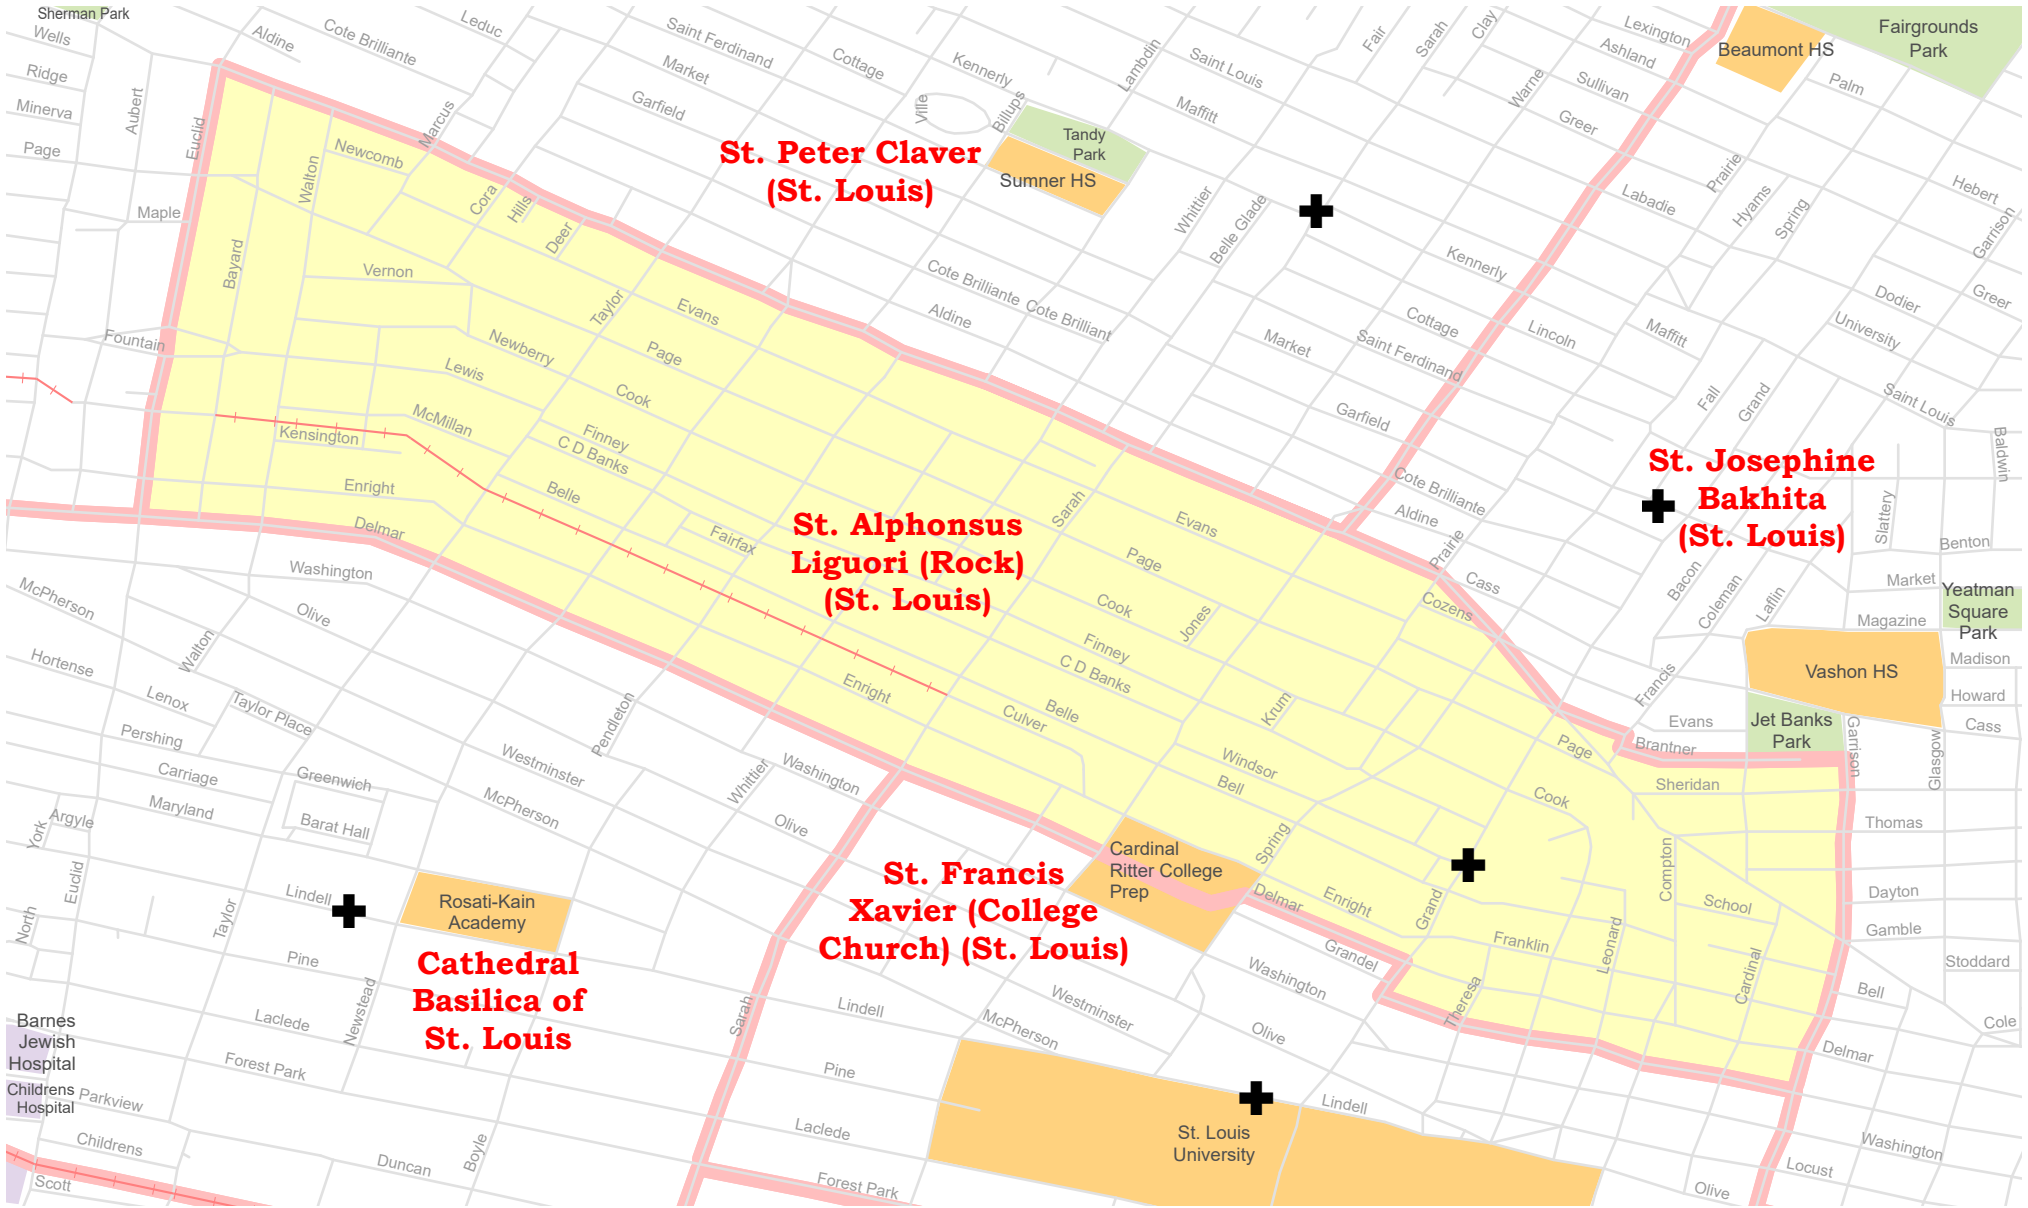 Sherman Park
Wells
Ridge
Minerva
Page
Aubert
Euclid
Aldine
Cote Brilliante
Leduc
Marcus
Newcomb
Walton
Maple
Bayard
Vernon
Fountain
Cora
Hills
Deer
Saint Ferdinand
Market
Garfield
Cottage
Kennerly
Ville
Billups
Lambdin
Saint Louis
Maffitt
Tandy
Park
Sumner HS
St. Peter Claver
(St. Louis)
Whittier
Belle Glade
Fair
Sarah
Clay
Warne
Lexington
Ashland
Sullivan
Greer
Beaumont HS
Fairgrounds
Park
Palm
Prairie
Labadie
Hyams
Spring
Hebert
Garrison
Greer
Dodier
University
Kennerly
Cottage
Lincoln
Maffitt
Saint Ferdinand
Market
Garfield
Cote Brilliante
Cote Brilliant
Aldine
Taylor
Evans
Page
Newberry
Lewis
Cook
McMillan
Kensington
Finney
C D Banks
Enright
Belle
Delmar
Fairfax
Sarah
Evans
Page
St. Alphonsus
Liguori (Rock)
(St. Louis)
Cook
Jones
Finney
C D Banks
Cote Brilliante
Aldine
Prairie
Cass
Cozens
Fall
Grand
Saint Louis
Baldwin
St. Josephine
Bakhita
(St. Louis)
Slattery
Benton
Market
Yeatman
Square
Park
Magazine
Madison
Bacon
Coleman
Laflin
Vashon HS
Howard
Cass
Francis
Evans
Brantner
Jet Banks
Park
Garrison
Glasgow
Sheridan
Thomas
Dayton
Gamble
Stoddard
Bell
Cole
Washington
Olive
McPherson
Walton
Hortense
Lenox
Taylor Place
Pershing
Carriage
Greenwich
Maryland
Barat Hall
Argyle
York
Euclid
North
Taylor
Lindell
Pine
Laclede
Newstead
Forest Park
Rosati-Kain
Academy
Cathedral
Basilica of
St. Louis
Pendleton
Westminster
McPherson
Whittier
Washington
Olive
Enright
Culver
Belle
Krum
Windsor
Bell
Page
Cook
Cardinal
Ritter College
Prep
Spring
Delmar
Enright
Grand
Grandel
Franklin
Compton
School
Leonard
Cardinal
Theresa
Delmar
St. Francis
Xavier (College
Church) (St. Louis)
Washington
Westminster
McPherson
Olive
Lindell
Sarah
Pine
Laclede
Forest Park
Lindell
St. Louis
University
Washington
Locust
Olive
Barnes
Jewish
Hospital
Childrens
Hospital
Parkview
Childrens
Scott
Duncan
Boyle